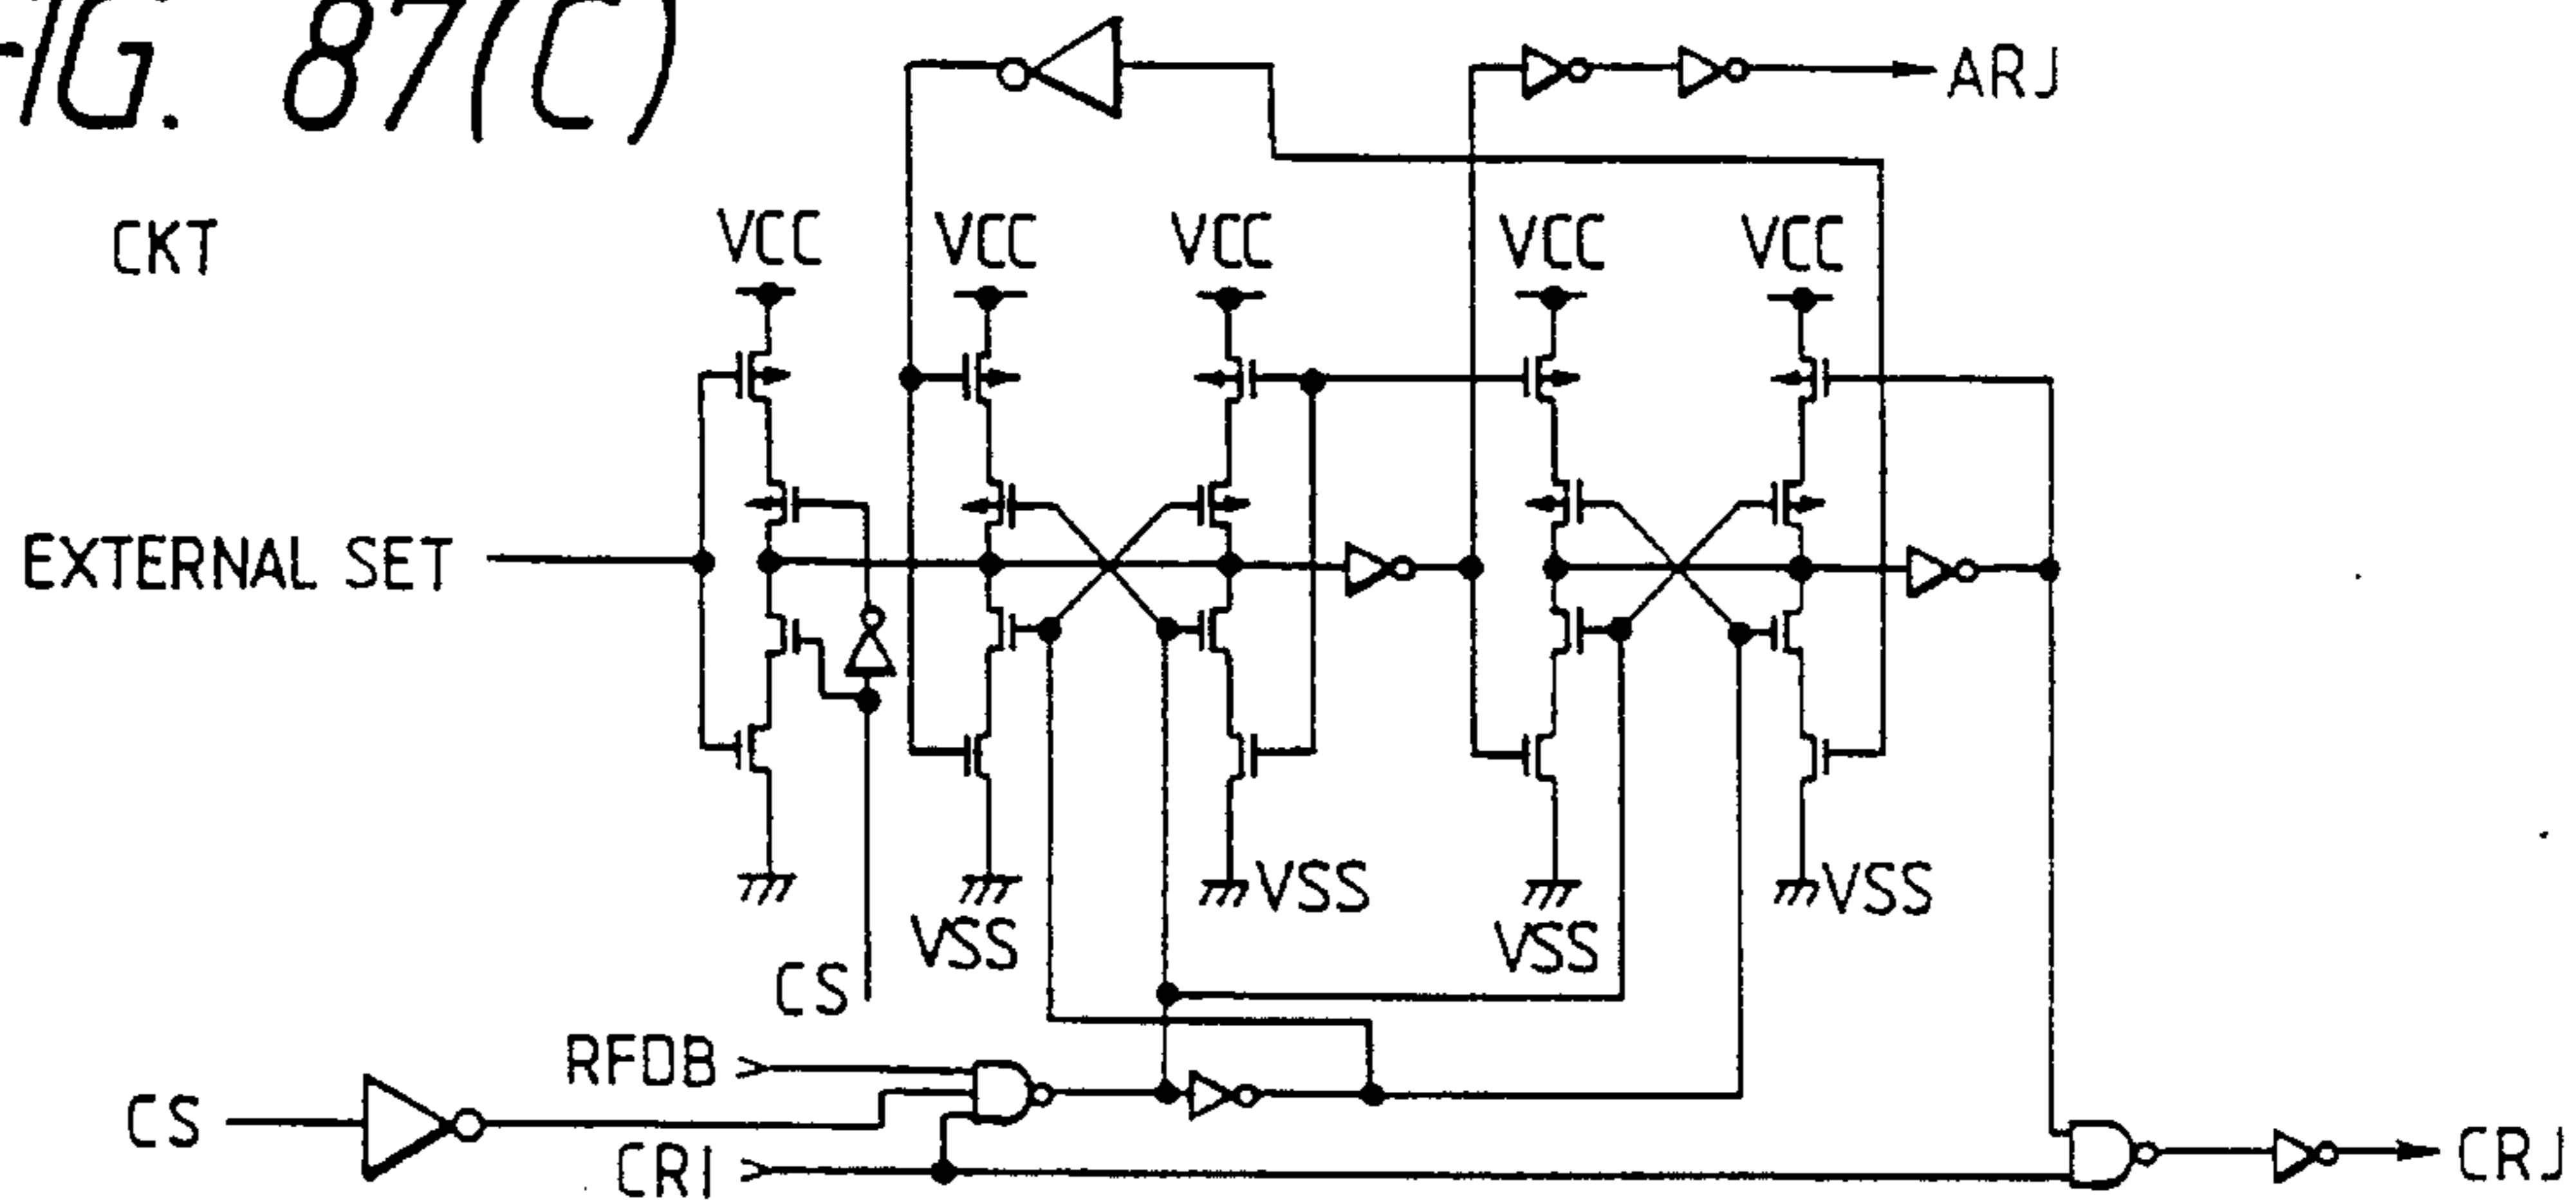 FIG. 87(C)
ARJ
CKT
VCC VCC VCC VCC VCC
EXTERNAL SET
VSS VSS
VSS VSS
CS
RFDB
CS
CRI
CRJ